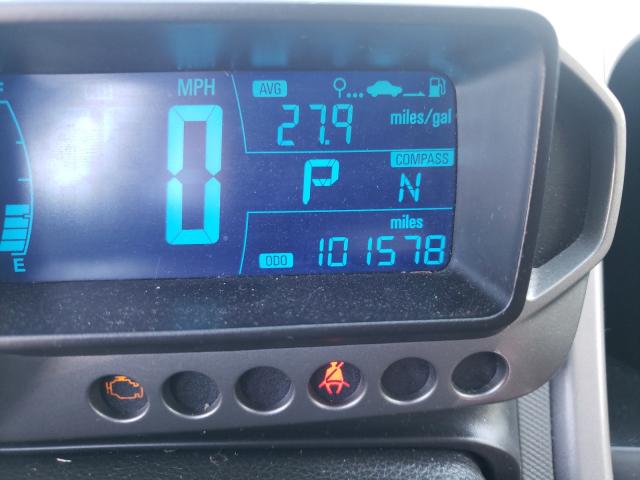 MPH
AVG
27.9 miles/gal
0
P
COMPASS
N
E
miles
ODO 101578